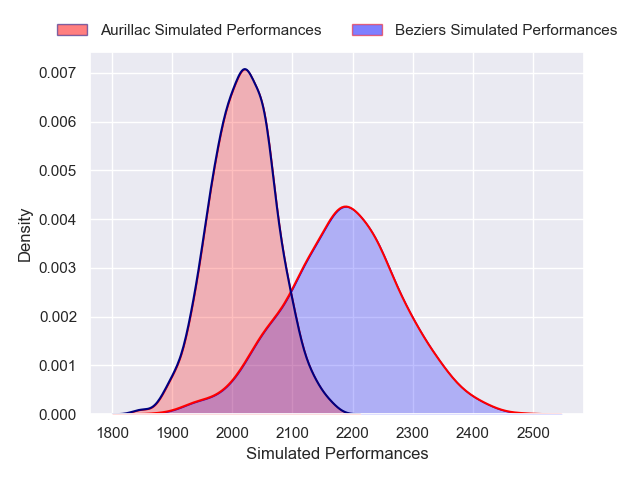 Aurillac Simulated Performances Beziers Simulated Performances
0.007
0.006
0.005
0.004
0.003
0.002
0.001
0.000
Density
1800 1900 2000 2100 2200 2300 2400 2500
Simulated Performances